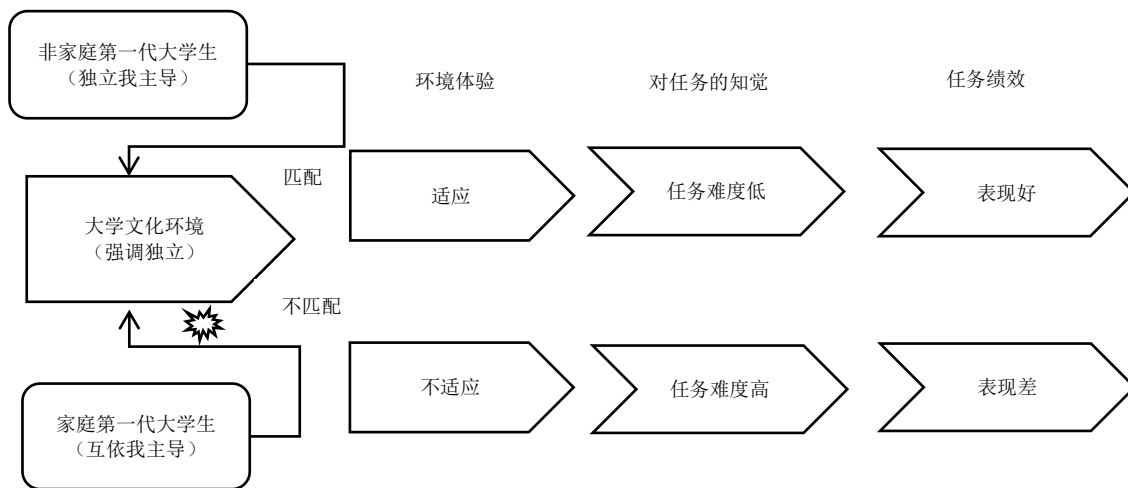 非家庭第一代大学生
（独立我主导）
环境体验
对任务的知觉
任务绩效
匹配
适应
任务难度低
表现好
大学文化环境
（强调独立）
不匹配
不适应
任务难度高
表现差
家庭第一代大学生
（互依我主导）